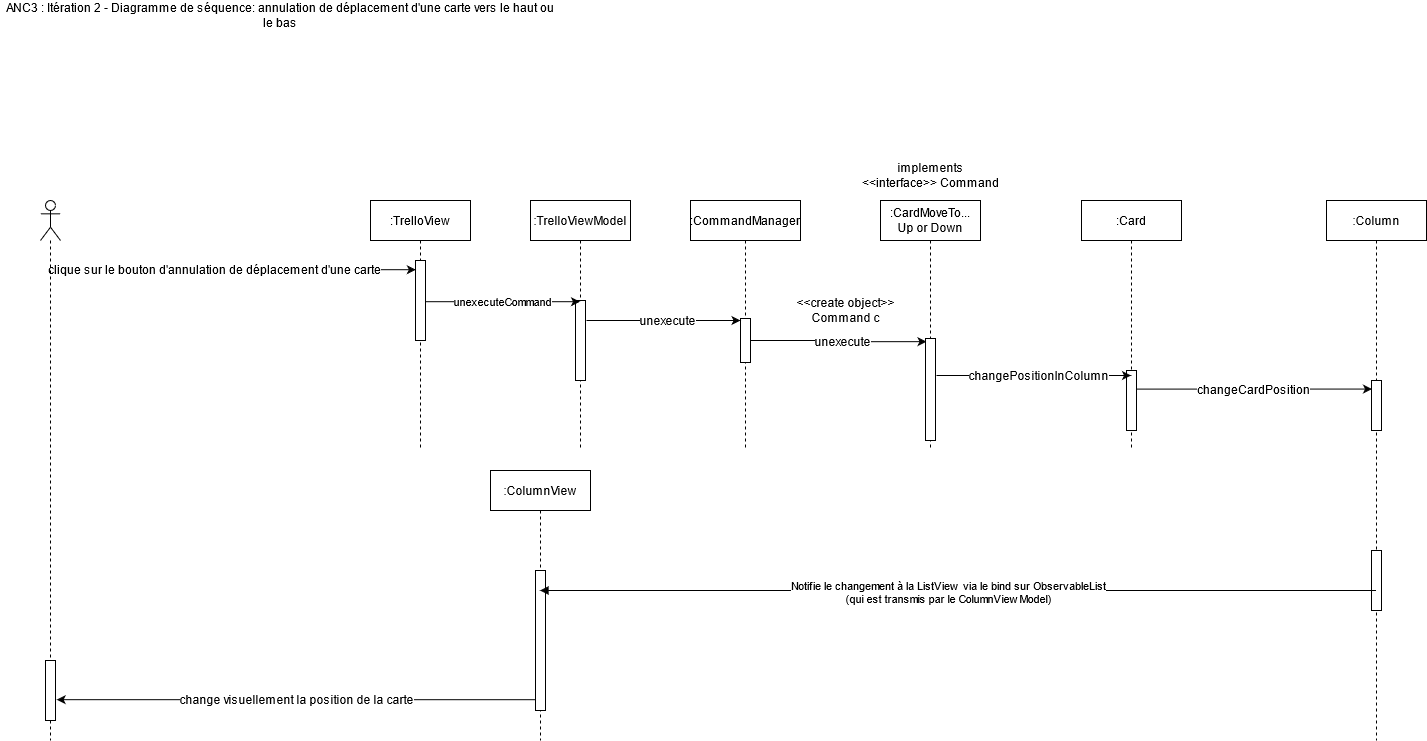 ANC3 : Itération 2 - Diagramme de séquence: annulation de déplacement d'une carte vers le haut ou
le bas
implements
<<interface>> Command
:TrelloView
:TrelloViewModel
:CommandManager
:CardMoveTo...
Up or Down
:Card
:Column
clique sur le bouton d'annulation de déplacement d'une carte
unexecuteCommand
<<create object>>
Command c
unexecute
unexecute
changePositionInColumn
changeCardPosition
:ColumnView
Notifie le changement à la ListView via le bind sur ObservableList
(qui est transmis par le ColumnViewModel)
change visuellement la position de la carte